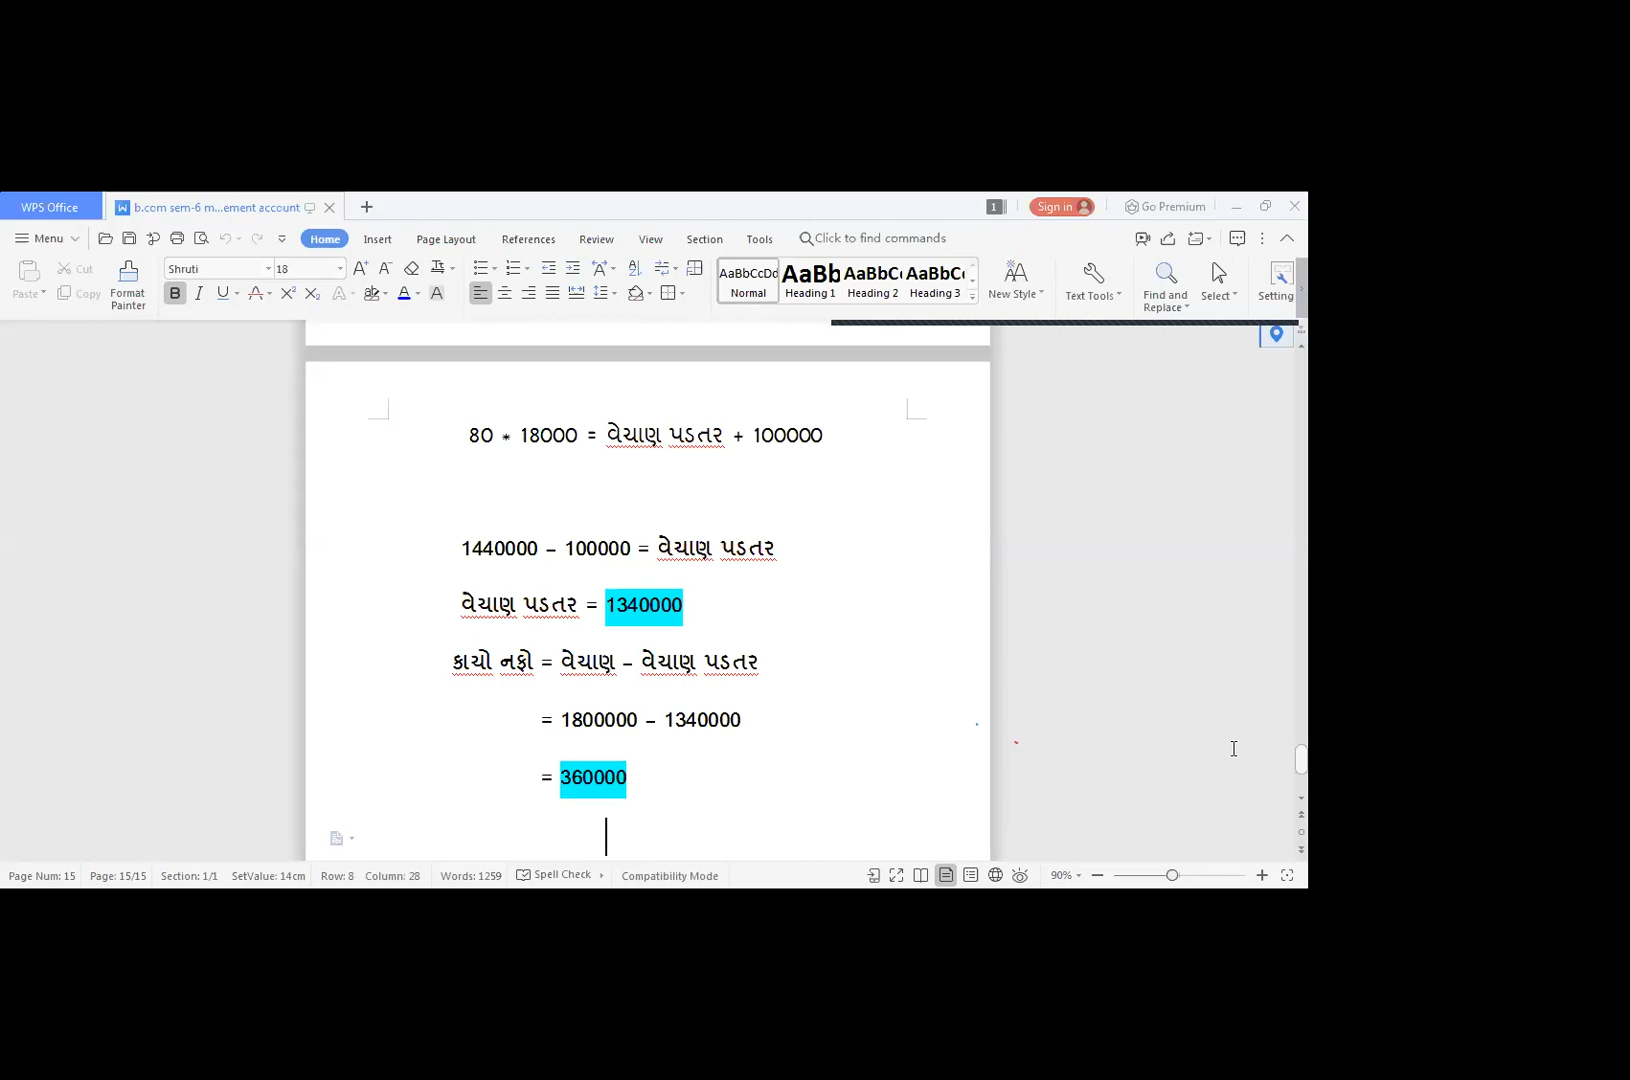 WPS Office
b.com sem-6 m...ement account
1
Sign in
Go Premium
Menu
Home
Insert
Page Layout
References
Review
View
Section
Tools
Click to find commands
Paste
Cut
Copy
Format Painter
Shruti
18
AaBbCcDd
Normal
AaBb
Heading 1
AaBbC
Heading 2
AaBbC
Heading 3
New Style
Text Tools
Find and Replace
Select
Setting
80 * 18000 = વેચાણ પડતર + 100000
1440000 – 100000 = વેચાણ પડતર
વેચાણ પડતર = 1340000
કાચો નફો = વેચાણ – વેચાણ પડતર
= 1800000 – 1340000
= 360000
Page Num: 15 Page: 15/15 Section: 1/1 SetValue: 14cm Row: 8 Column: 28 Words: 1259 Spell Check Compatibility Mode 90%